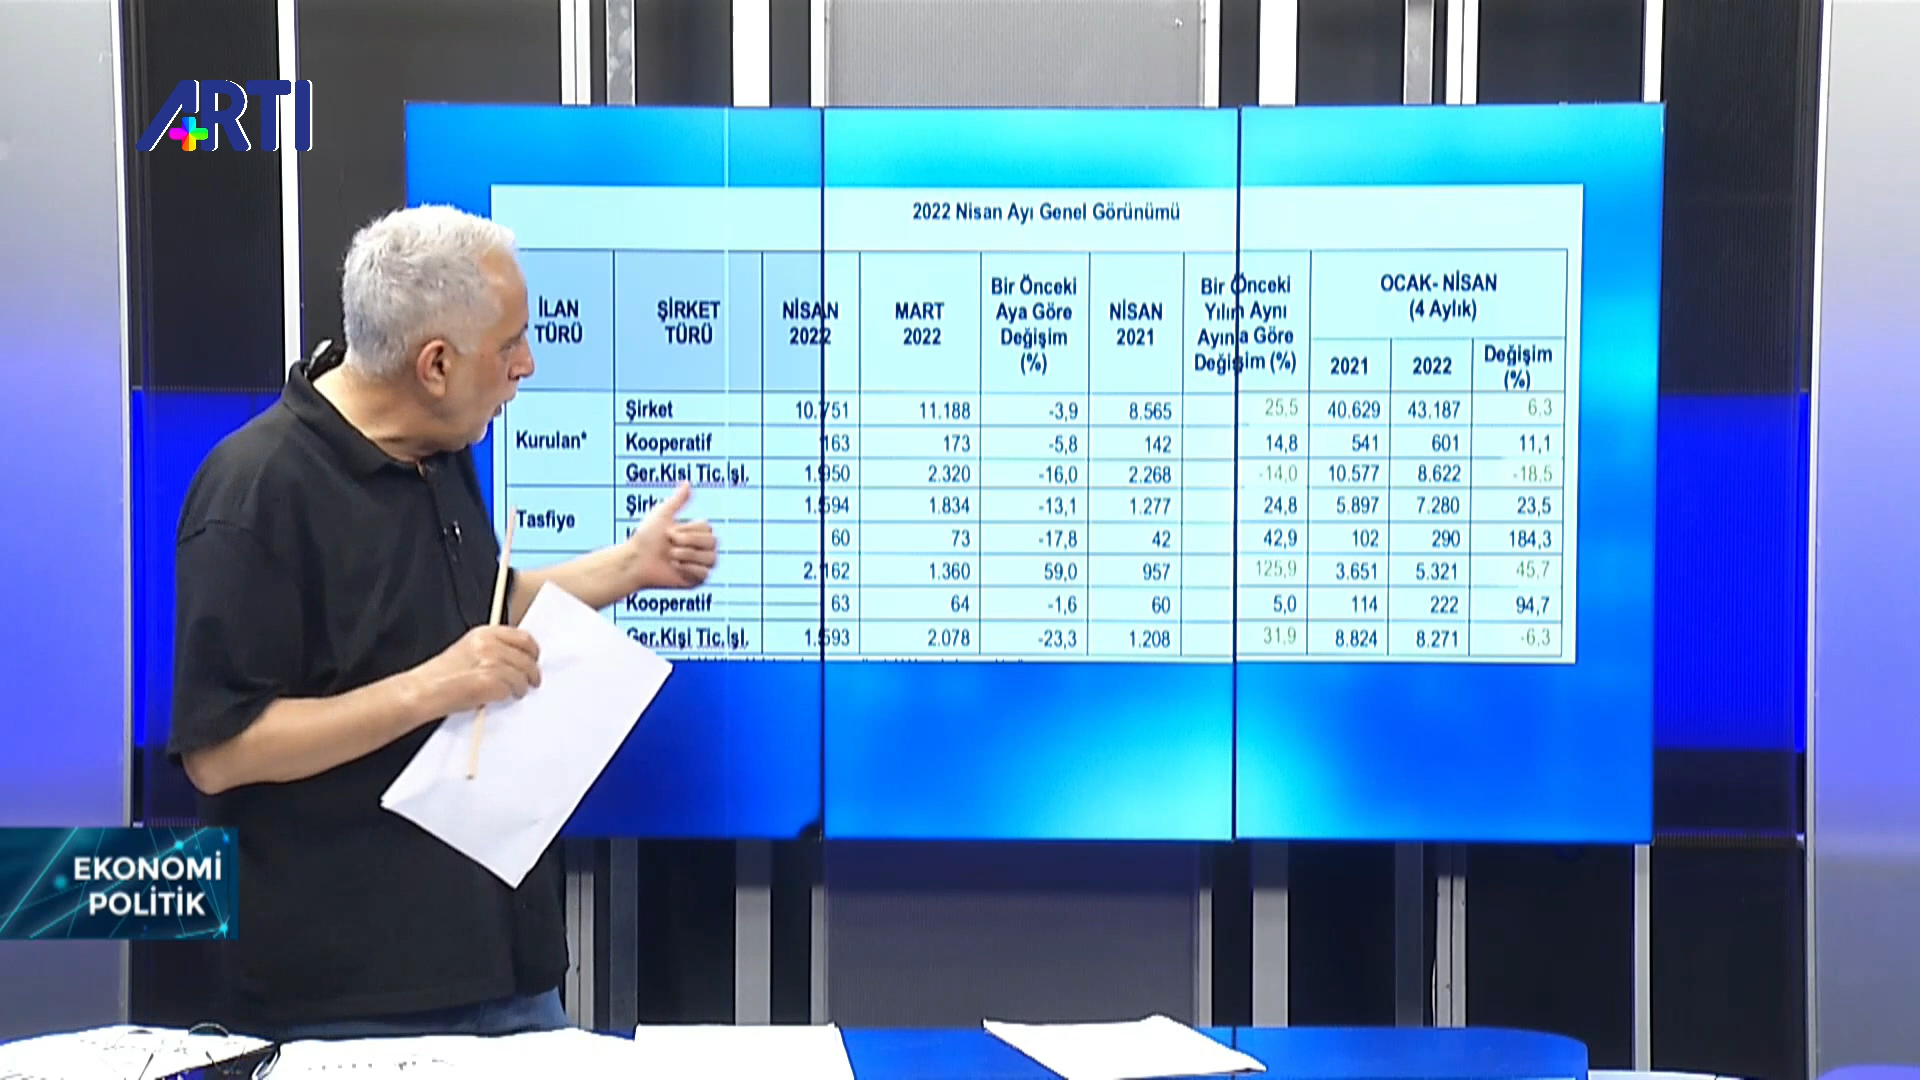 ARTI
2022 Nisan Ayı Genel Görünümü
İLAN TÜRÜ ŞİRKET TÜRÜ NİSAN 2022 MART 2022 Bir Önceki Aya Göre Değişim (%) NİSAN 2021 Bir Önceki Yılın Aynı Ayına Göre Değişim (%) OCAK- NİSAN (4 Aylık)
2021 2022 Değişim (%)
Kurulan* Şirket 10.751 11.188 -3,9 8.565 25,5 40.629 43.187 6,3
Kooperatif 163 173 -5,8 142 14,8 541 601 11,1
Ger.Kişi Tic.İşl. 1.950 2.320 -16,0 2.268 -14,0 10.577 8.622 -18,5
Tasfiye 1.594 1.834 -13,1 1.277 24,8 5.897 7.280 23,5
60 73 -17,8 42 42,9 102 290 184,3
2.162 1.360 59,0 957 125,9 3.651 5.321 45,7
Kooperatif 63 64 -1,6 60 5,0 114 222 94,7
Ger.Kişi Tic.İşl. 1.593 2.078 -23,3 1.208 31,9 8.824 8.271 -6,3
EKONOMİ
POLİTİK